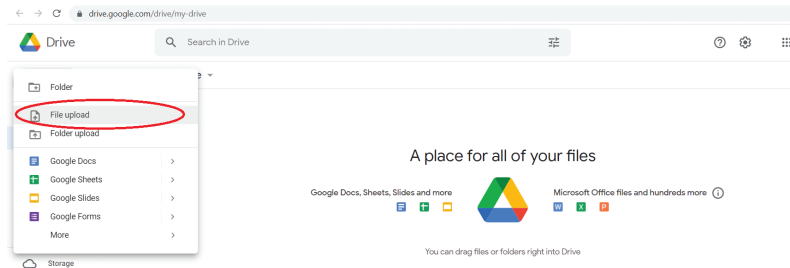 drive.google.com/drive/my-drive
Drive
Search in Drive
Folder
File upload
Folder upload
Google Docs
Google Sheets
Google Slides
Google Forms
More
Storage
A place for all of your files
Google Docs, Sheets, Slides and more
Microsoft Office files and hundreds more
W X P
You can drag files or folders right into Drive